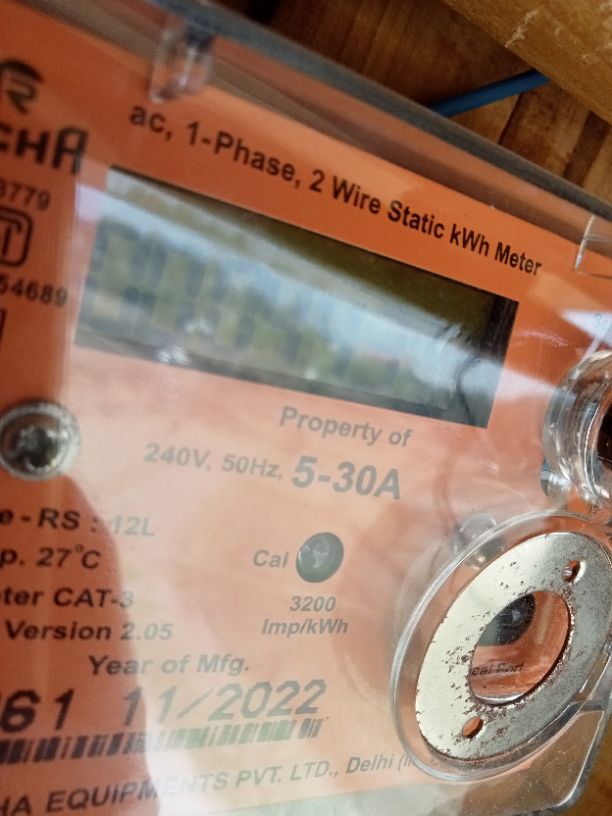 CHA
ac, 1-Phase, 2 Wire Static kWh Meter
3779
54689
Property of
240V, 50Hz, 5-30A
e - RS : 12L
Cal
p. 27°C
3200
Imp/kWh
ter CAT-3
Version 2.05
Year of Mfg.
61 11/2022
HA EQUIPMENTS PVT. LTD., Delhi